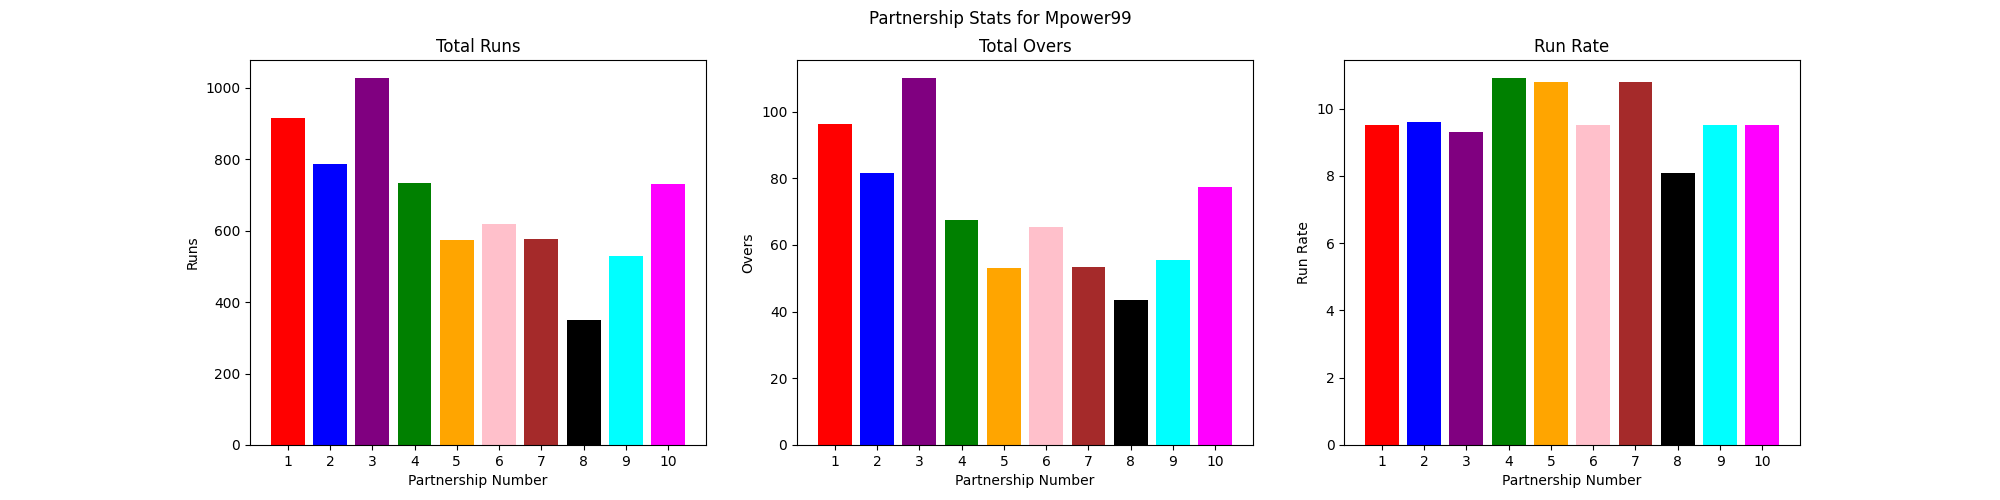 Partnership Stats for Mpower99
Total Runs
1000
800
600
400
200
0
Runs
1 2 3 4 5 6 7 8 9 10
Partnership Number
Total Overs
100
80
60
40
20
0
Overs
1 2 3 4 5 6 7 8 9 10
Partnership Number
Run Rate
10
8
6
4
2
0
Run Rate
1 2 3 4 5 6 7 8 9 10
Partnership Number